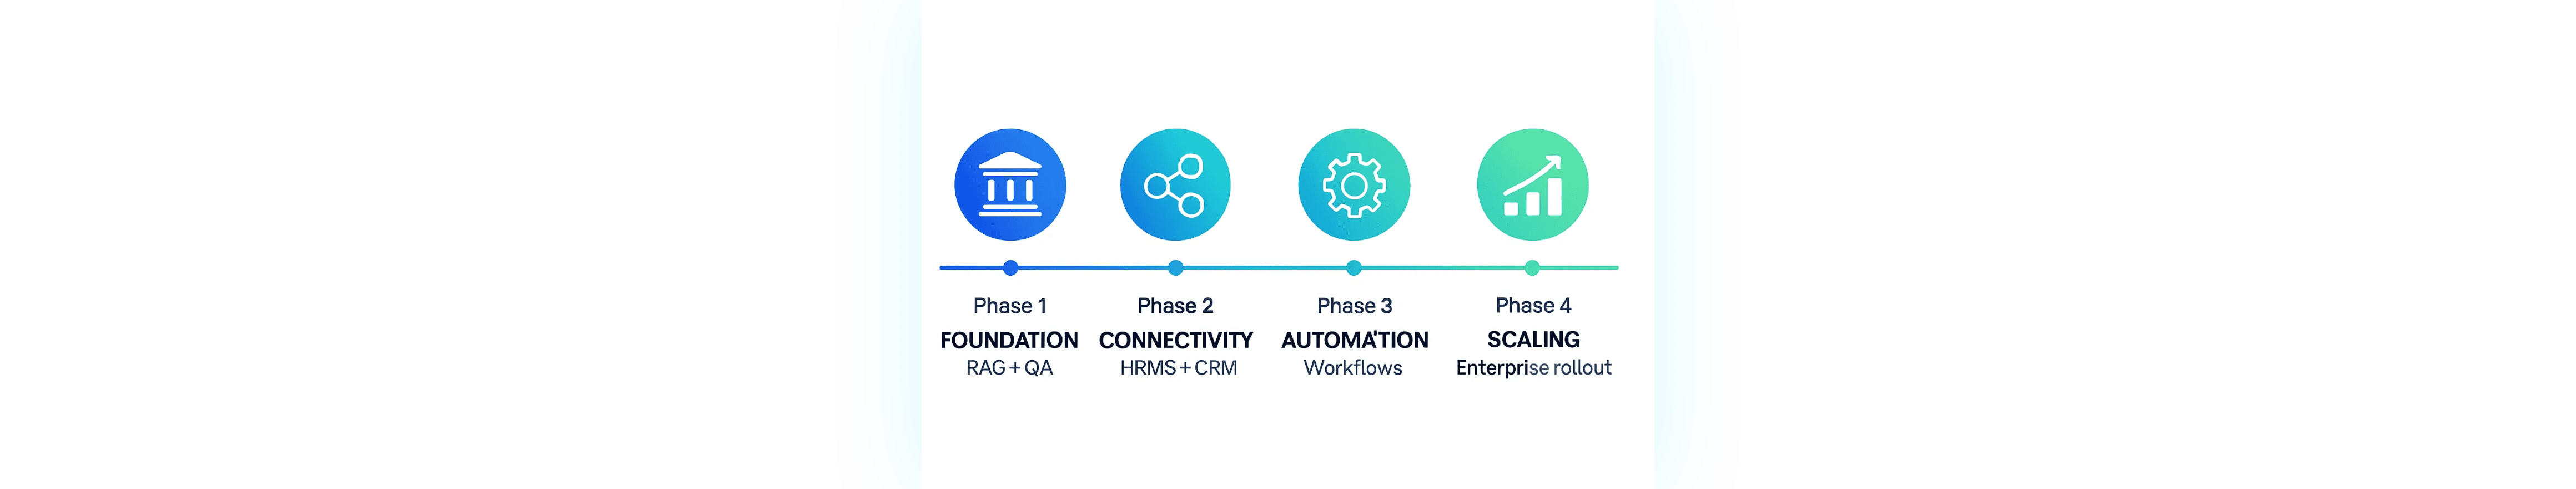 Phase 1
FOUNDATION
RAG + QA
Phase 2
CONNECTIVITY
HRMS + CRM
Phase 3
AUTOMA'TION
Workflows
Phase 4
SCALING
Enterprise rollout